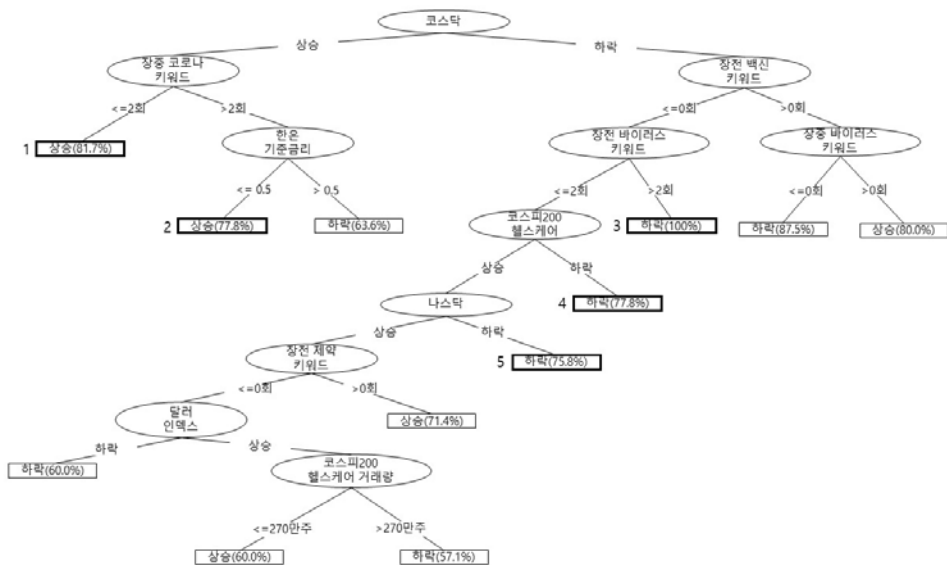 코스닥
상승
하락
장중 코로나
키워드
장전 백신
키워드
<=2회
>2회
<=0회
>0회
1
상승(81.7%)
한은
기준금리
장전 바이러스
키워드
장중 바이러스
키워드
<= 0.5
> 0.5
<=2회
>2회
<=0회
>0회
2
상승(77.8%)
하락(63.6%)
코스피200
헬스케어
3
하락(100%)
하락(87.5%)
상승(80.0%)
상승
하락
나스닥
4
하락(77.8%)
상승
하락
장전 제약
키워드
5
하락(75.8%)
<=0회
>0회
달러
인덱스
상승(71.4%)
하락
상승
하락(60.0%)
코스피200
헬스케어 거래량
<=270만주
>270만주
상승(60.0%)
하락(57.1%)